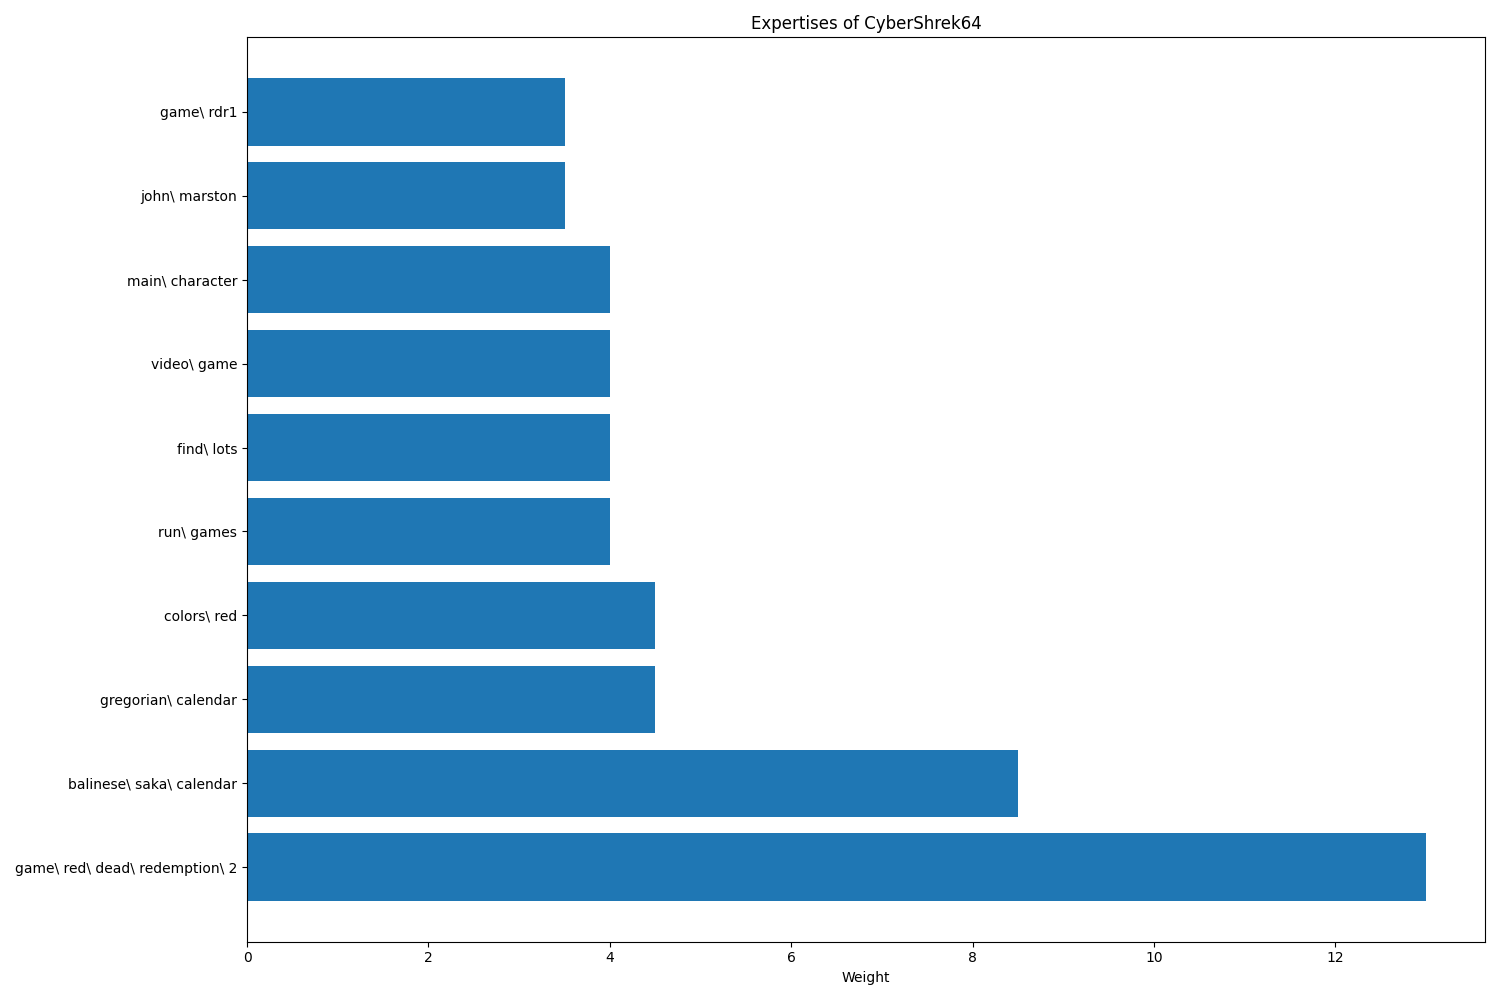 Expertises of CyberShrek64
game\ rdr1
john\ marston
main\ character
video\ game
find\ lots
run\ games
colors\ red
gregorian\ calendar
balinese\ saka\ calendar
game\ red\ dead\ redemption\ 2
0 2 4 6 8 10 12
Weight